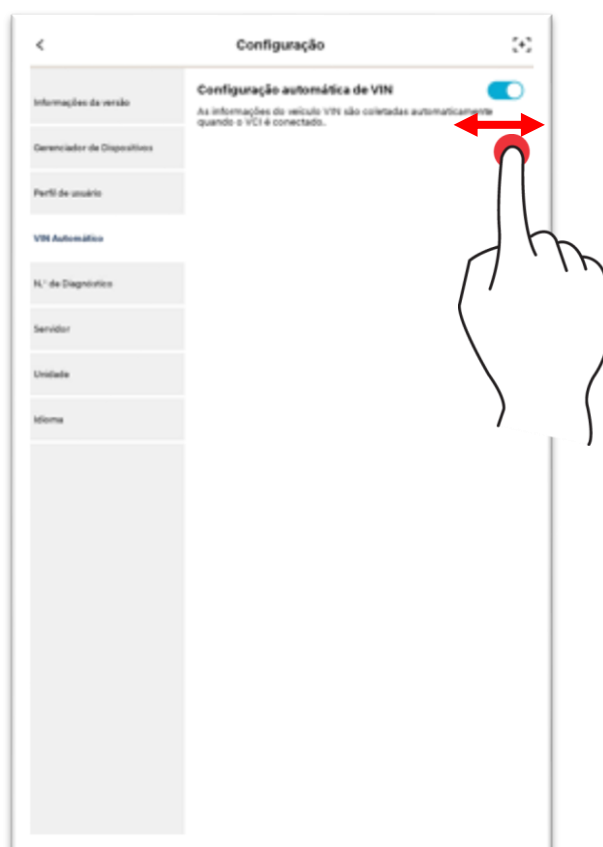 Configuração
Informações da versão
Gerenciador de Dispositivos
Perfil de usuário
VIN Automático
N.º de Diagnóstico
Servidor
Unidade
Idioma
Configuração automática de VIN
As informações do veículo VIN são coletadas automaticamente
quando o VCI é conectado.